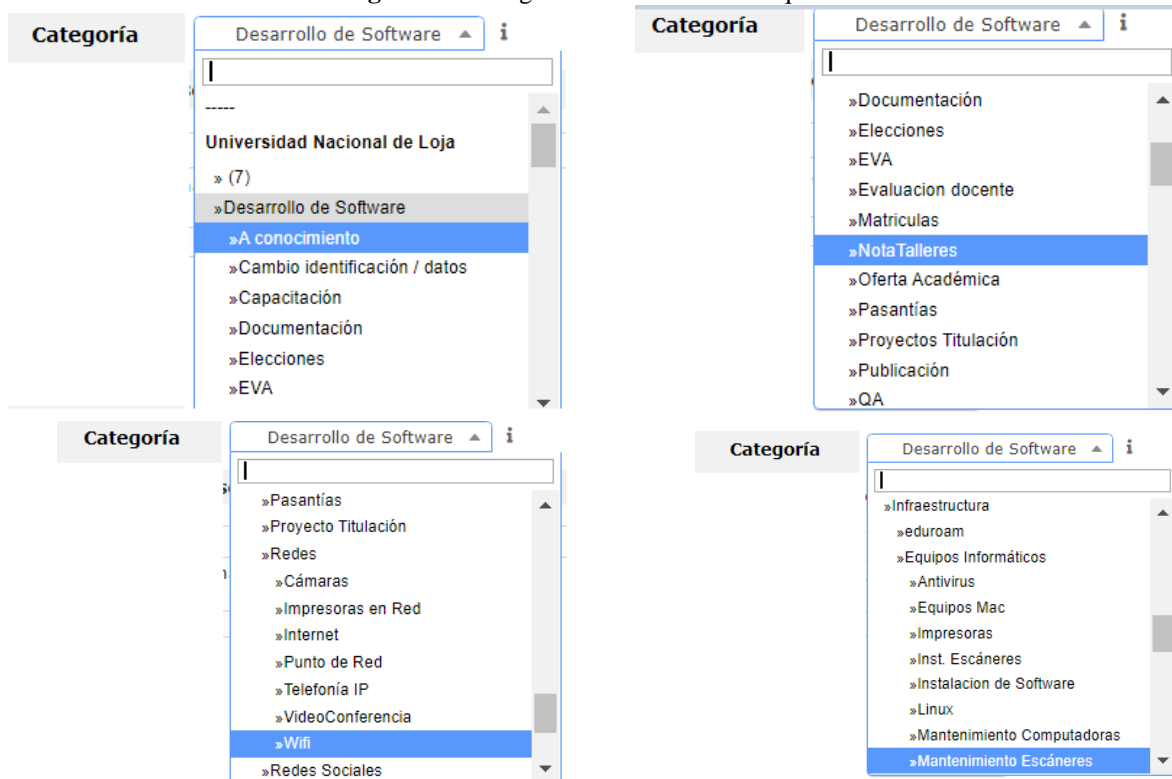 Categoría
Desarrollo de Software
-----
Universidad Nacional de Loja
» (7)
»Desarrollo de Software
»A conocimiento
»Cambio identificación / datos
»Capacitación
»Documentación
»Elecciones
»EVA
Categoría
Desarrollo de Software
»Documentación
»Elecciones
»EVA
»Evaluacion docente
»Matriculas
»NotaTalleres
»Oferta Académica
»Pasantías
»Proyectos Titulación
»Publicación
»QA
Categoría
Desarrollo de Software
»Pasantías
»Proyecto Titulación
»Redes
»Cámaras
»Impresoras en Red
»Internet
»Punto de Red
»Telefonía IP
»VideoConferencia
»Wifi
»Redes Sociales
Categoría
Desarrollo de Software
»Infraestructura
»eduroam
»Equipos Informáticos
»Antivirus
»Equipos Mac
»Impresoras
»Inst. Escáneres
»Instalacion de Software
»Linux
»Mantenimiento Computadoras
»Mantenimiento Escáneres